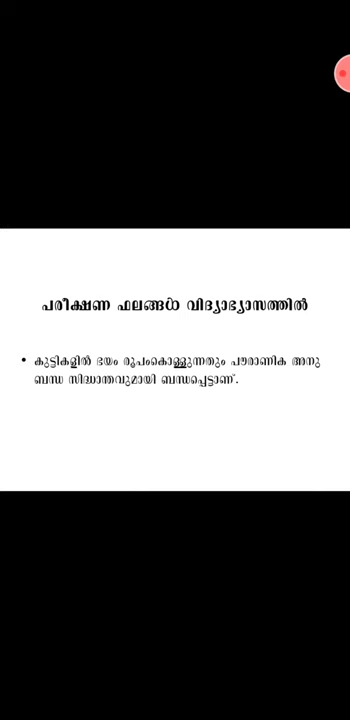 പരീക്ഷണ ഫലങ്ങൾ വിദ്യാഭ്യാസത്തിൽ
• കുട്ടികളിൽ ഭയം രൂപംകൊള്ളുന്നതും പൗരാണിക അനു
ബന്ധ സിദ്ധാന്തവുമായി ബന്ധപ്പെട്ടാണ്.